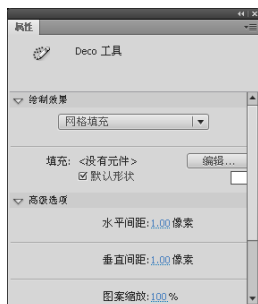 属性
Deco 工具
绘制效果
网格填充
填充: <没有元件> 编辑...
默认形状
高级选项
水平间距: 1.00 像素
垂直间距: 1.00 像素
图案缩放: 100 %